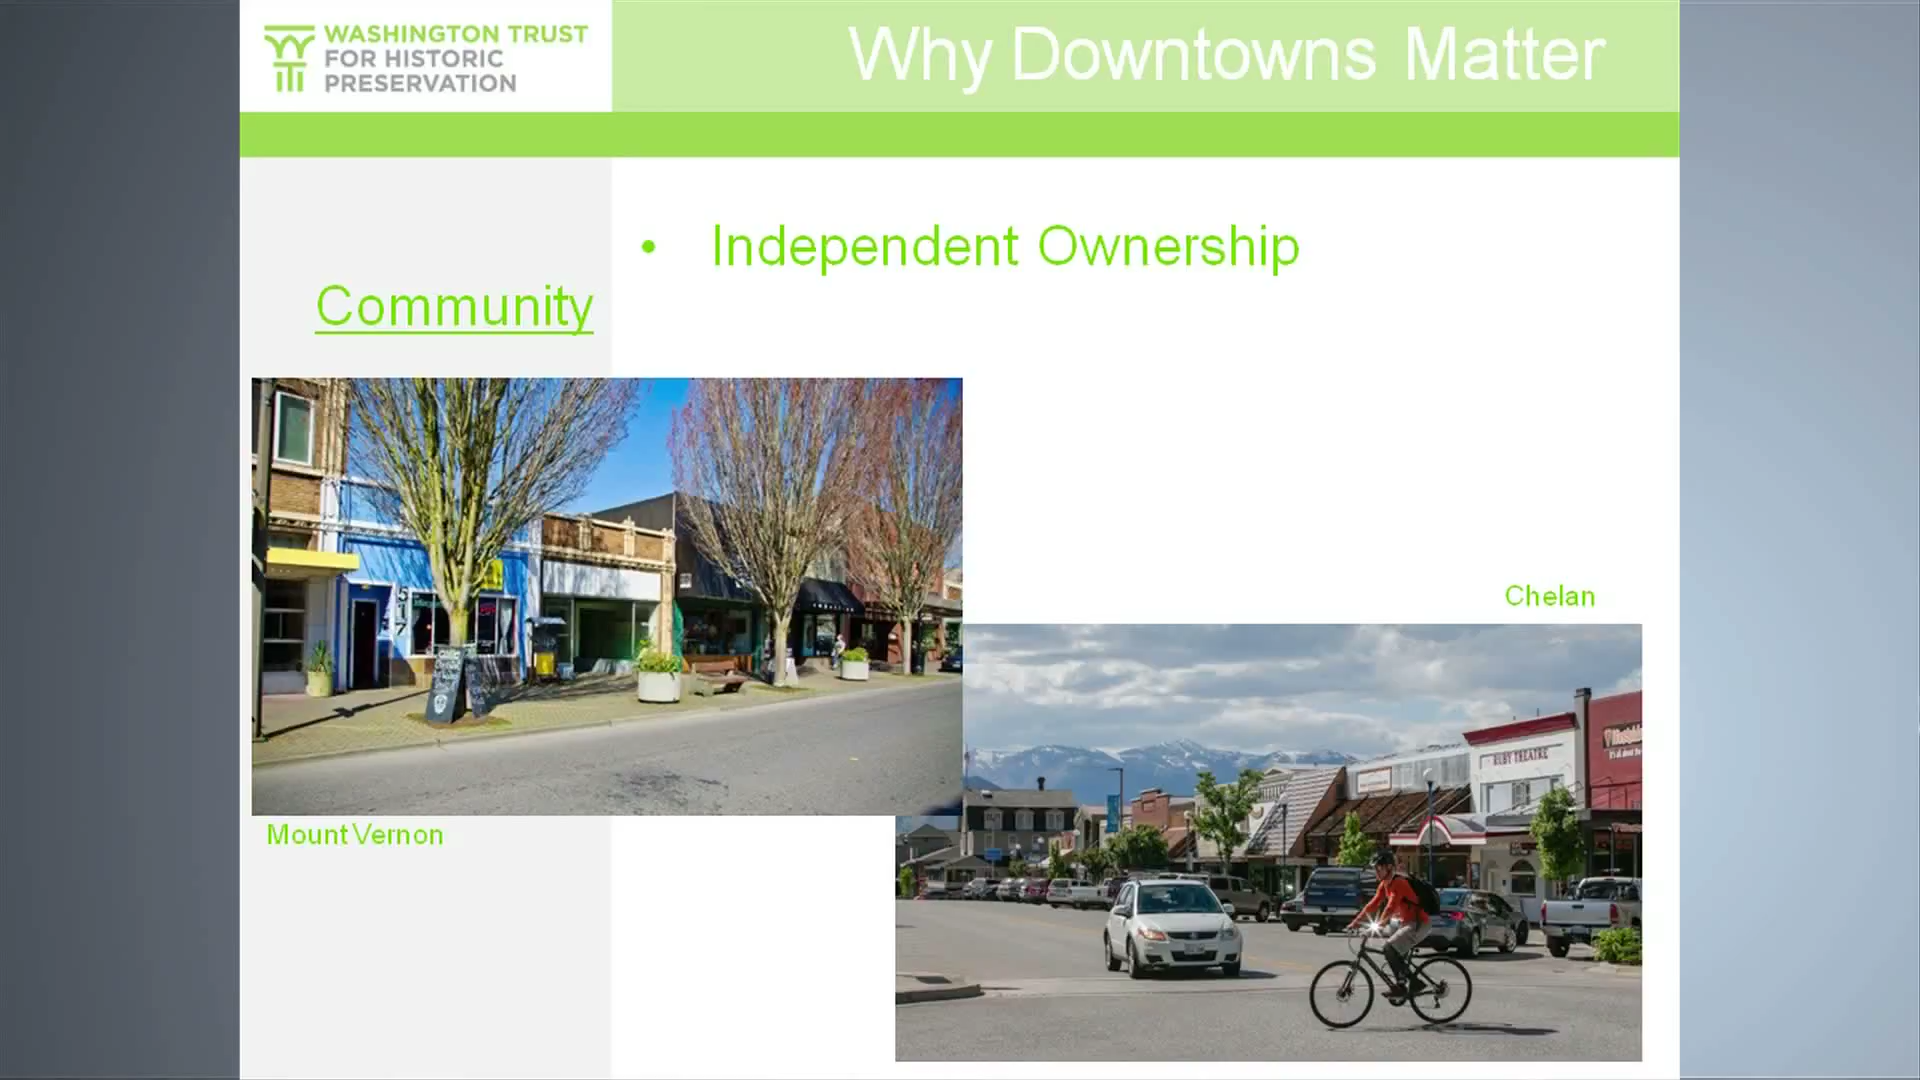 WASHINGTON TRUST
FOR HISTORIC
PRESERVATION
Why Downtowns Matter
• Independent Ownership
Community
517
Chelan
RUBY THEATRE
Mount Vernon